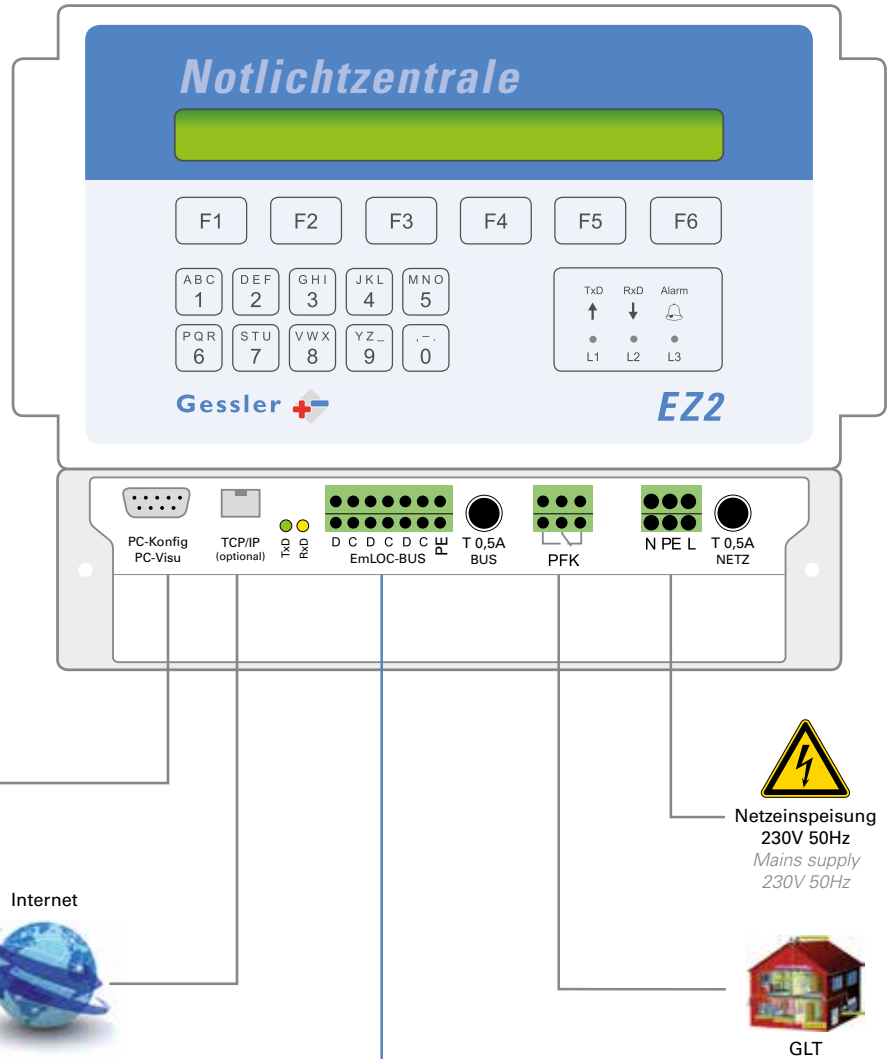 Notlichtzentrale
F1 F2 F3 F4 F5 F6
ABC DEF GHI JKL MNO
1 2 3 4 5
PQR STU VWX YZ_ ,–.
6 7 8 9 0
TxD RxD Alarm
L1 L2 L3
Gessler
EZ2
PC-Konfig
PC-Visu
TCP/IP
(optional)
TxD
RxD
D C D C D C PE
EmLOC-BUS
T 0,5A
BUS
PFK
N PE L
T 0,5A
NETZ
Netzeinspeisung
230V 50Hz
Mains supply
230V 50Hz
Internet
GLT